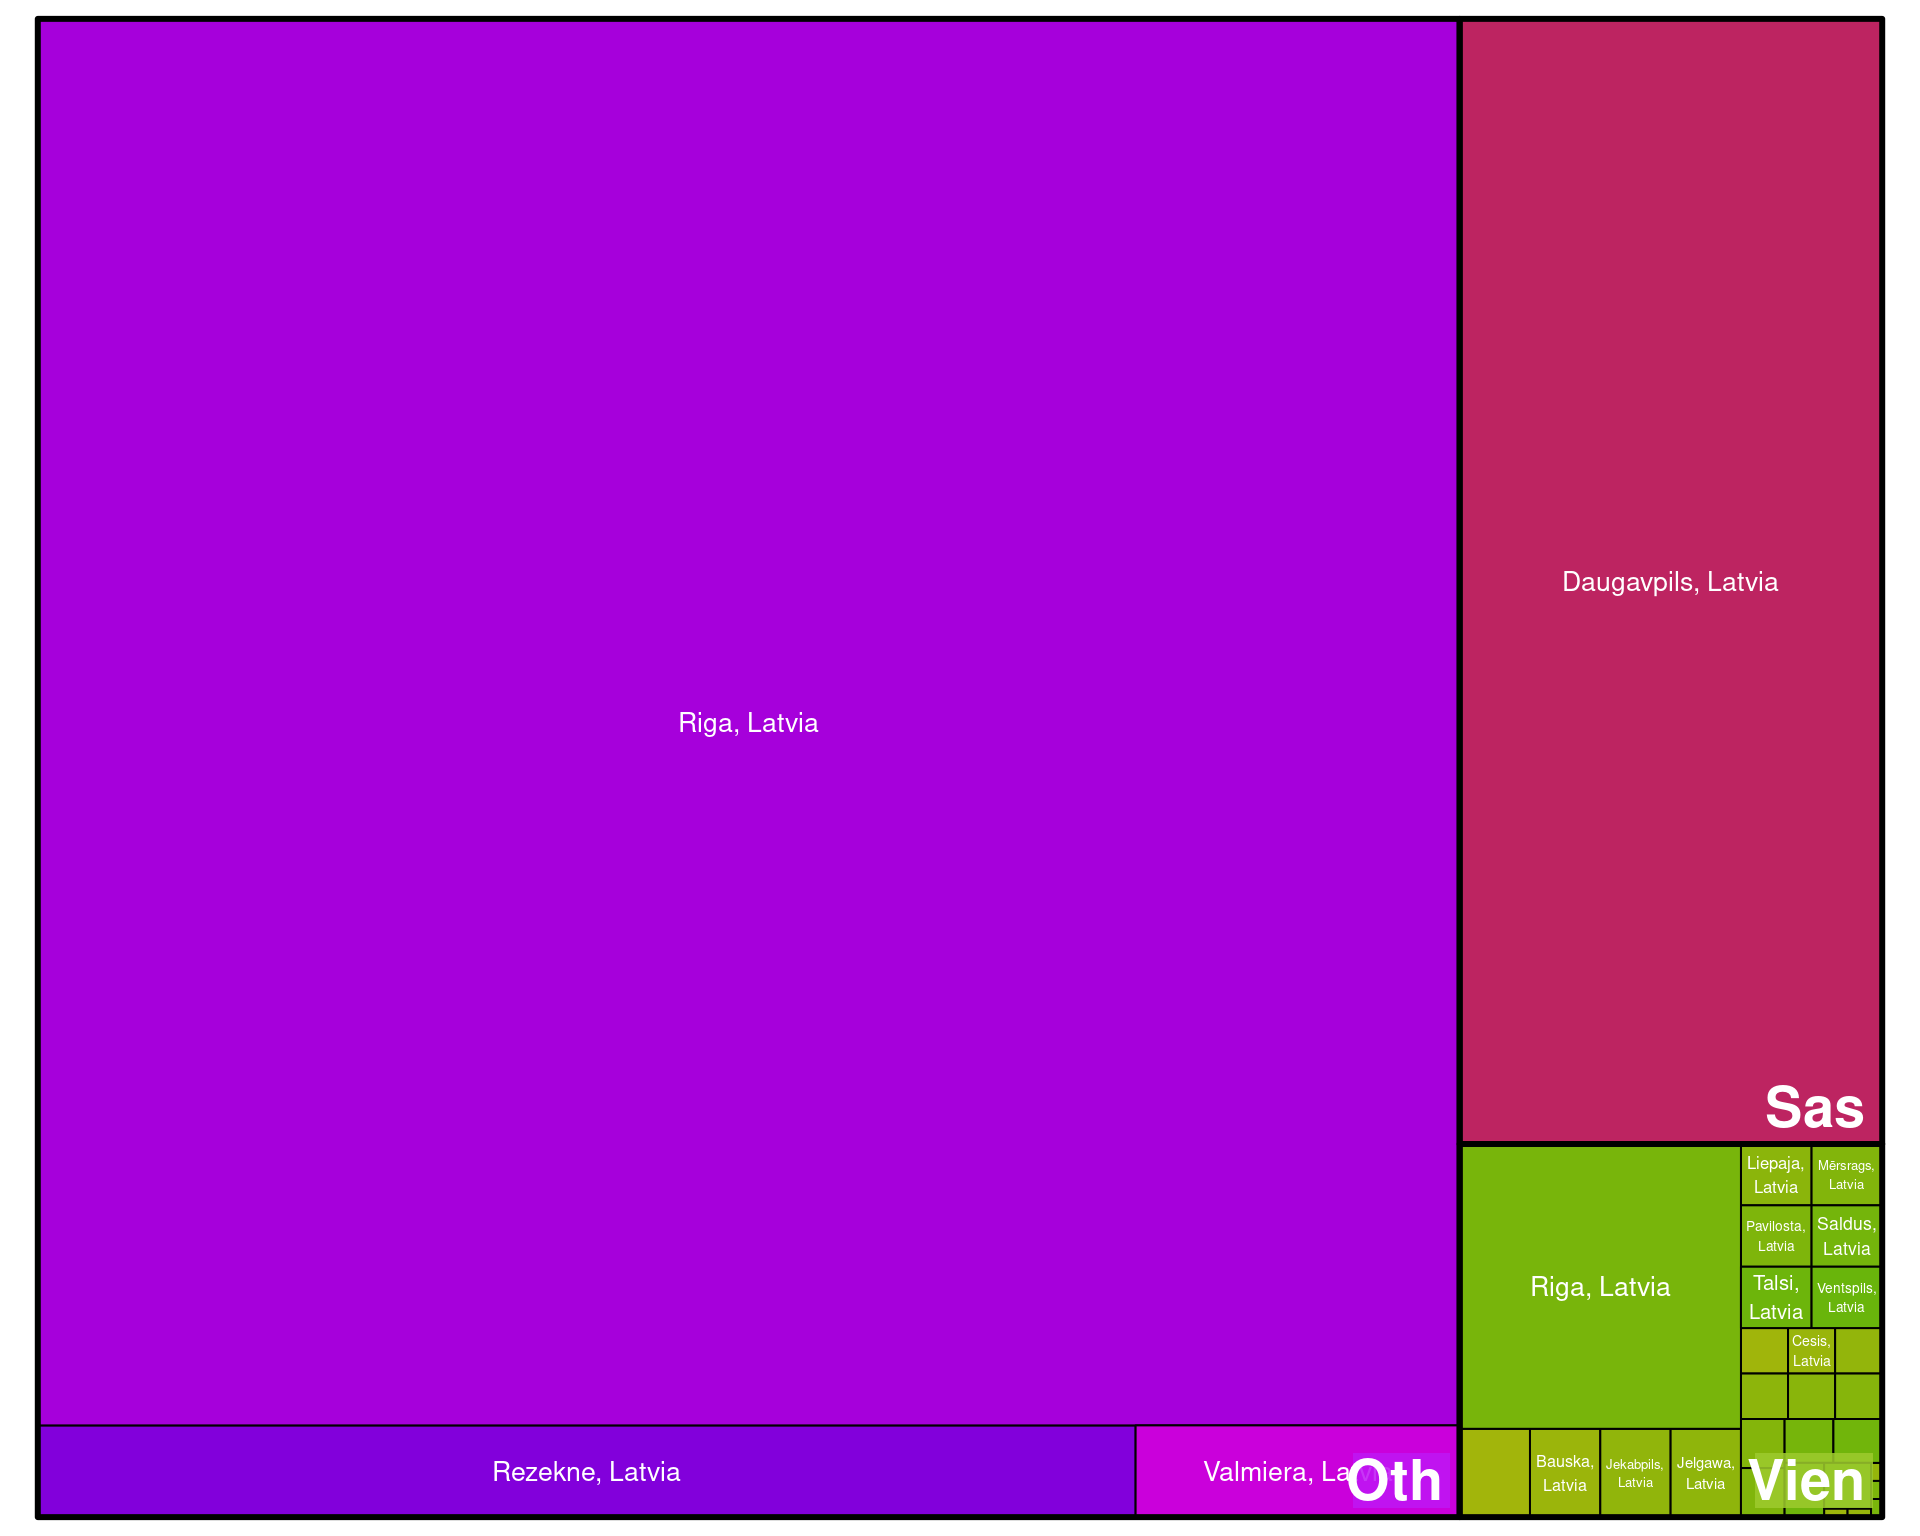 Riga, Latvia
Rezekne, Latvia
Valmiera, La
Oth
Daugavpils, Latvia
Sas
Riga, Latvia
Liepaja,
Latvia
Mērsrags,
Latvia
Pavilosta,
Latvia
Saldus,
Latvia
Talsi,
Latvia
Ventspils,
Latvia
Cesis,
Latvia
Bauska,
Latvia
Jekabpils,
Latvia
Jelgawa,
Latvia
Vien